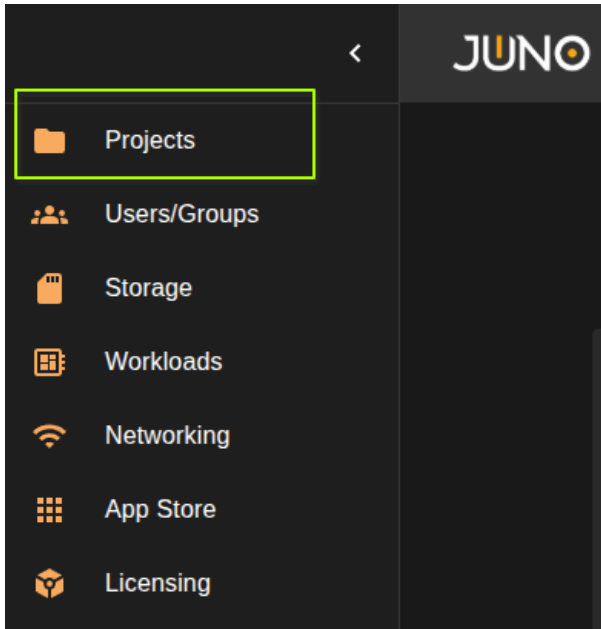 JUNO
Projects
Users/Groups
Storage
Workloads
Networking
App Store
Licensing